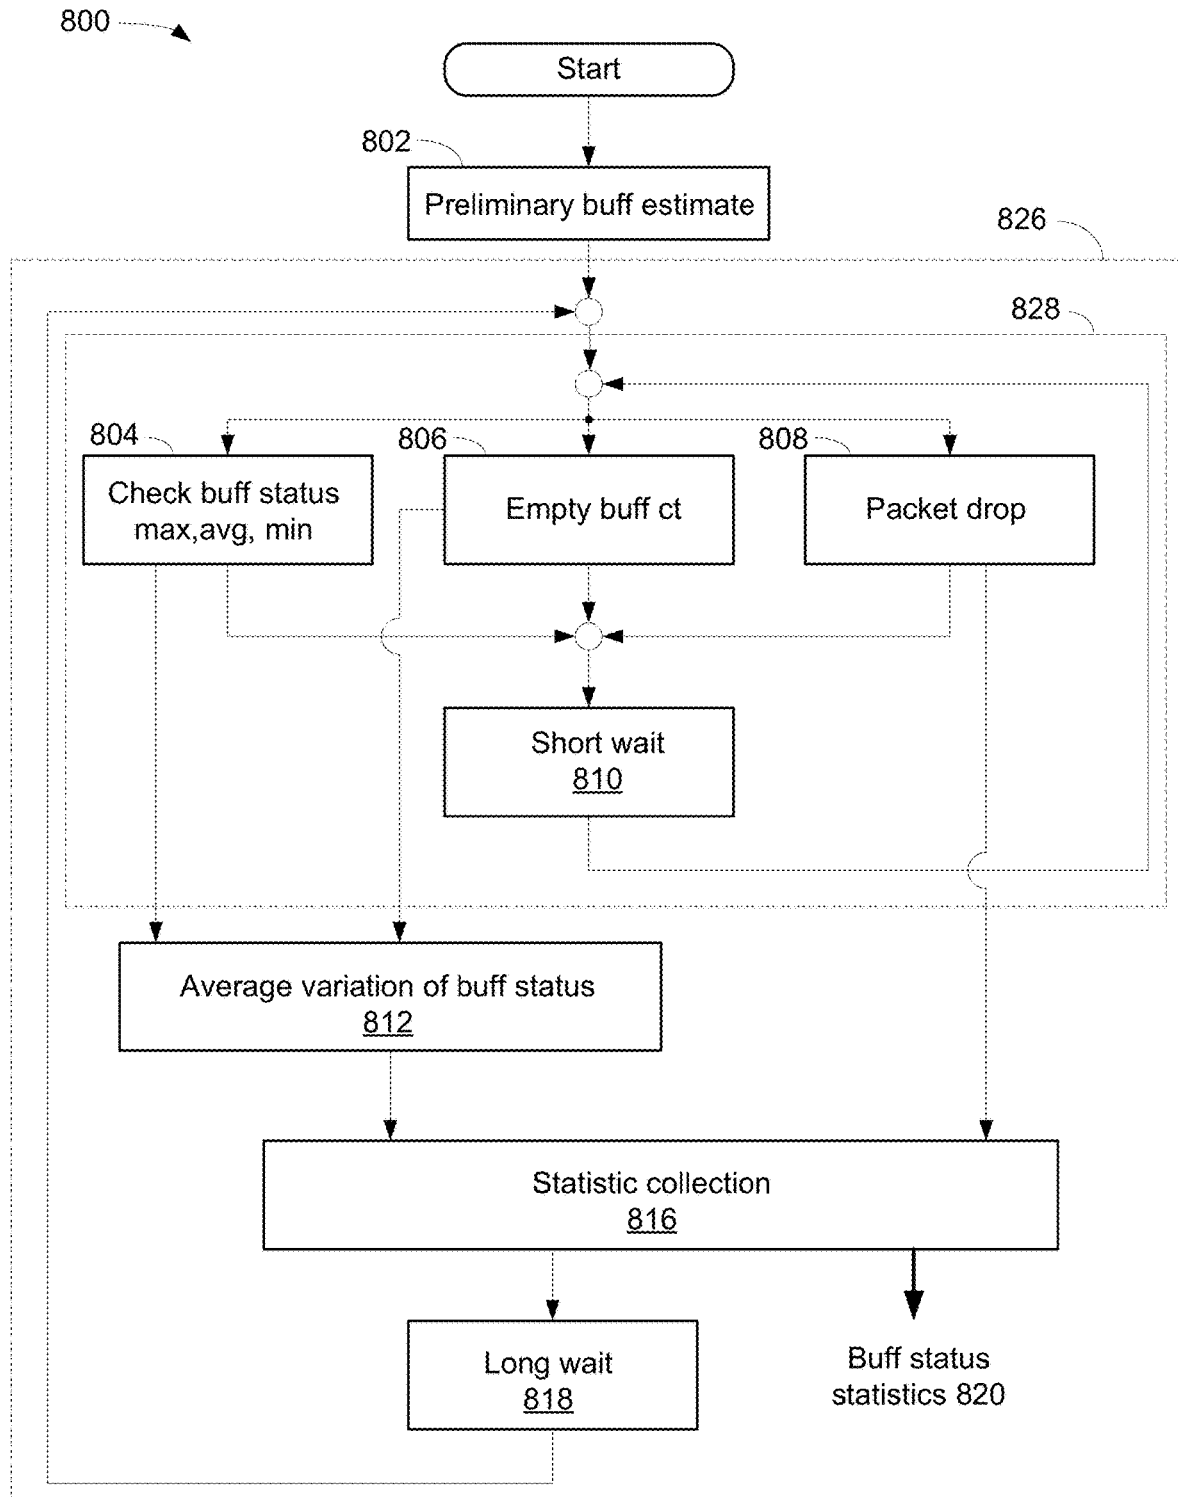 800
Start
802
Preliminary buff estimate
826
828
804
806
808
Check buff status
max,avg, min
Empty buff ct
Packet drop
Short wait
810
Average variation of buff status
812
Statistic collection
816
Long wait
818
Buff status
statistics 820